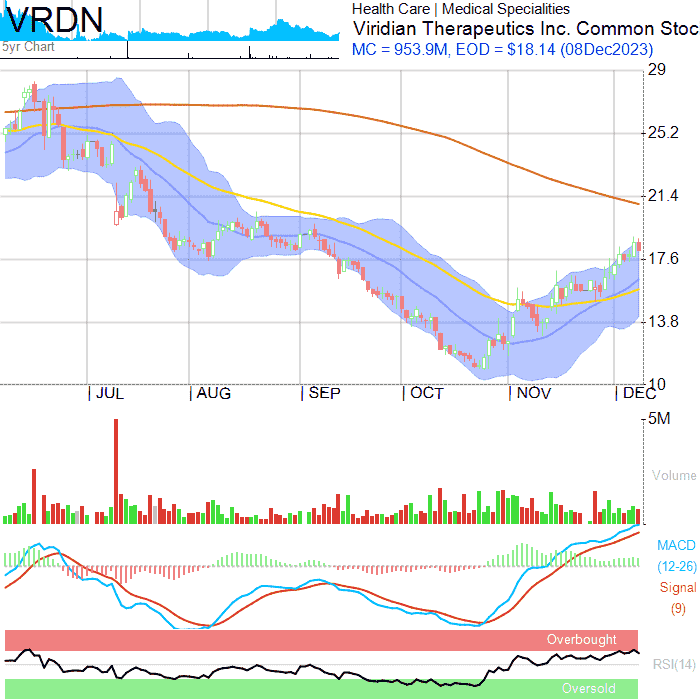 VRDN
5yr Chart
Health Care | Medical Specialities
Viridian Therapeutics Inc. Common Stoc
MC = 953.9M, EOD = $18.14 (08Dec2023)
29
25.2
21.4
17.6
13.8
10
JUL AUG SEP OCT NOV DEC
5M
Volume
MACD
(12-26)
Signal
(9)
Overbought
RSI(14)
Oversold